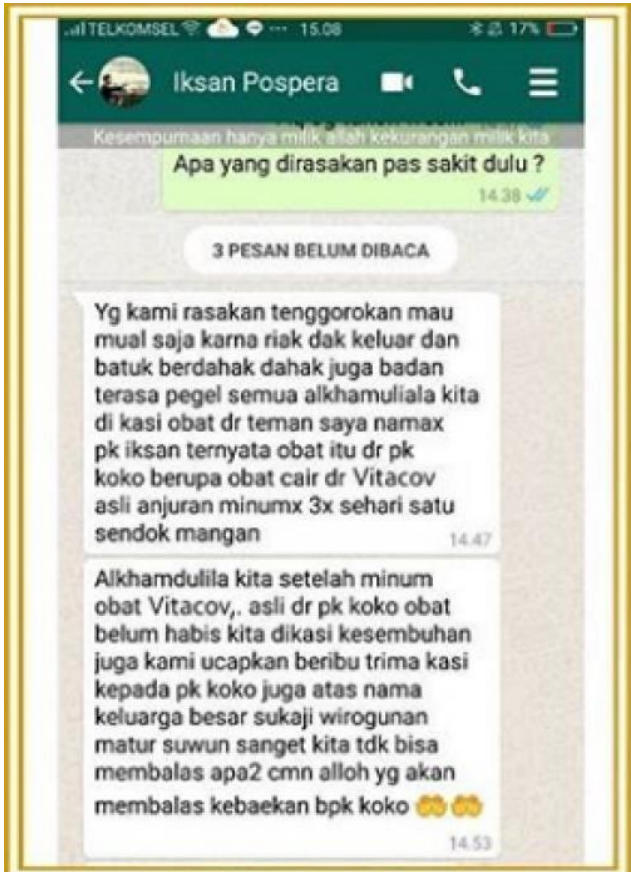 TELKOMSEL 15.08 17%
Iksan Pospera
Kesempurnaan hanya milik allah kekurangan milik kita
Apa yang dirasakan pas sakit dulu ?
14.38
3 PESAN BELUM DIBACA
Yg kami rasakan tenggorokan mau
mual saja karna riak dak keluar dan
batuk berdahak dahak juga badan
terasa pegel semua alkhamuliala kita
di kasi obat dr teman saya namax
pk iksan ternyata obat itu dr pk
koko berupa obat cair dr Vitacov
asli anjuran minumx 3x sehari satu
sendok mangan
14.47
Alkhamdulila kita setelah minum
obat Vitacov,. asli dr pk koko obat
belum habis kita dikasi kesembuhan
juga kami ucapkan beribu trima kasi
kepada pk koko juga atas nama
keluarga besar sukaji wirogunan
matur suwun sanget kita tdk bisa
membalas apa2 cmn alloh yg akan
membalas kebaekan bpk koko 🤲 🤲
14.53